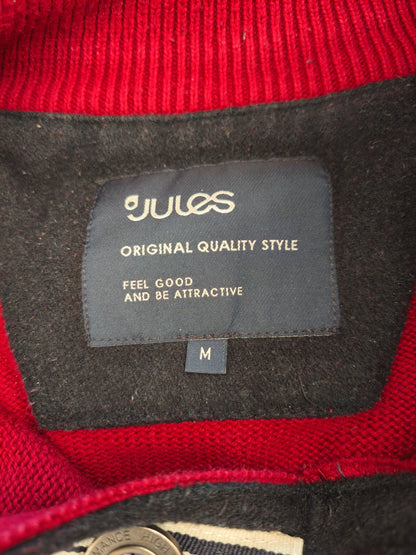 JULES
ORIGINAL QUALITY STYLE
FEEL GOOD
AND BE ATTRACTIVE
M